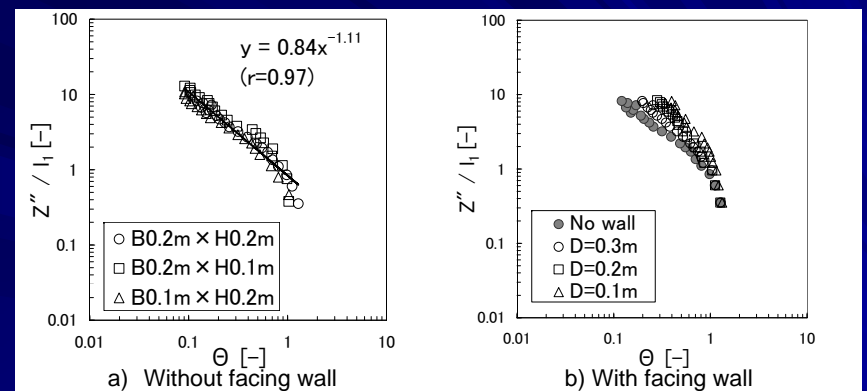 100
10
1
0.1
0.01
Z″ / l₁ [-]
y = 0.84x^-1.11
(r=0.97)
○ B0.2m×H0.2m
□ B0.2m×H0.1m
△ B0.1m×H0.2m
0.01 0.1 1 10
Θ [-]
a) Without facing wall
100
10
1
0.1
0.01
Z″ / l₁ [-]
● No wall
○ D=0.3m
□ D=0.2m
△ D=0.1m
0.01 0.1 1 10
Θ [-]
b) With facing wall